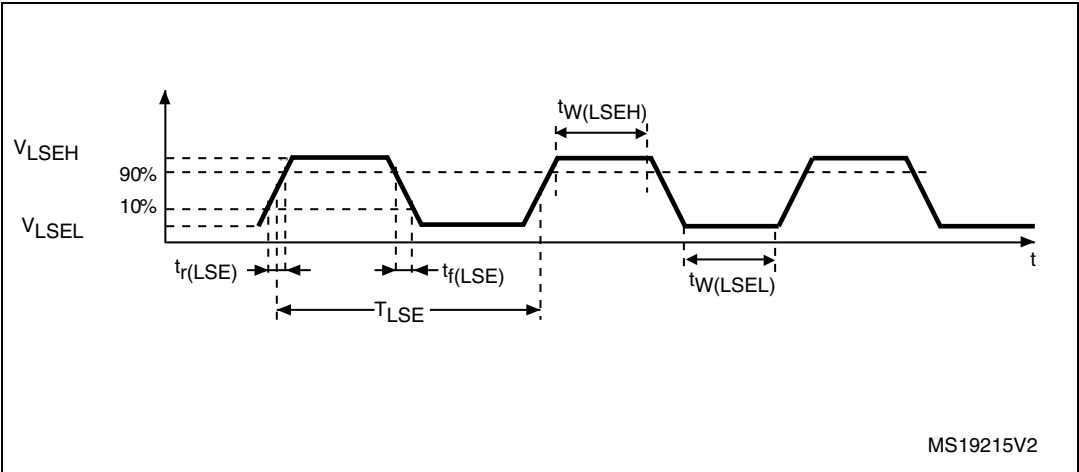 tW(LSEH)
VLSEH
90%
10%
VLSEL
tr(LSE)
tf(LSE)
tW(LSEL)
t
TLSE
MS19215V2